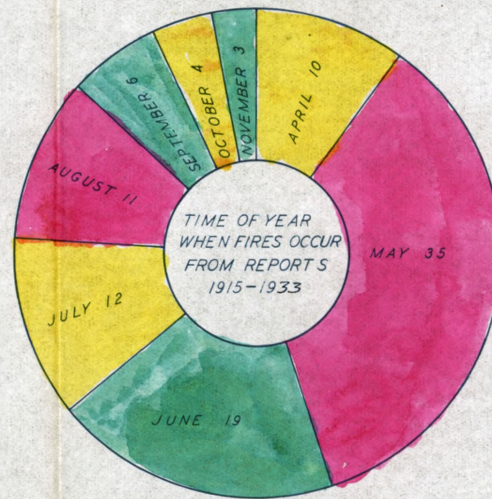 TIME OF YEAR
WHEN FIRES OCCUR
FROM REPORTS
1915-1933
APRIL 10
MAY 35
JUNE 19
JULY 12
AUGUST 11
SEPTEMBER 6
OCTOBER 4
NOVEMBER 3